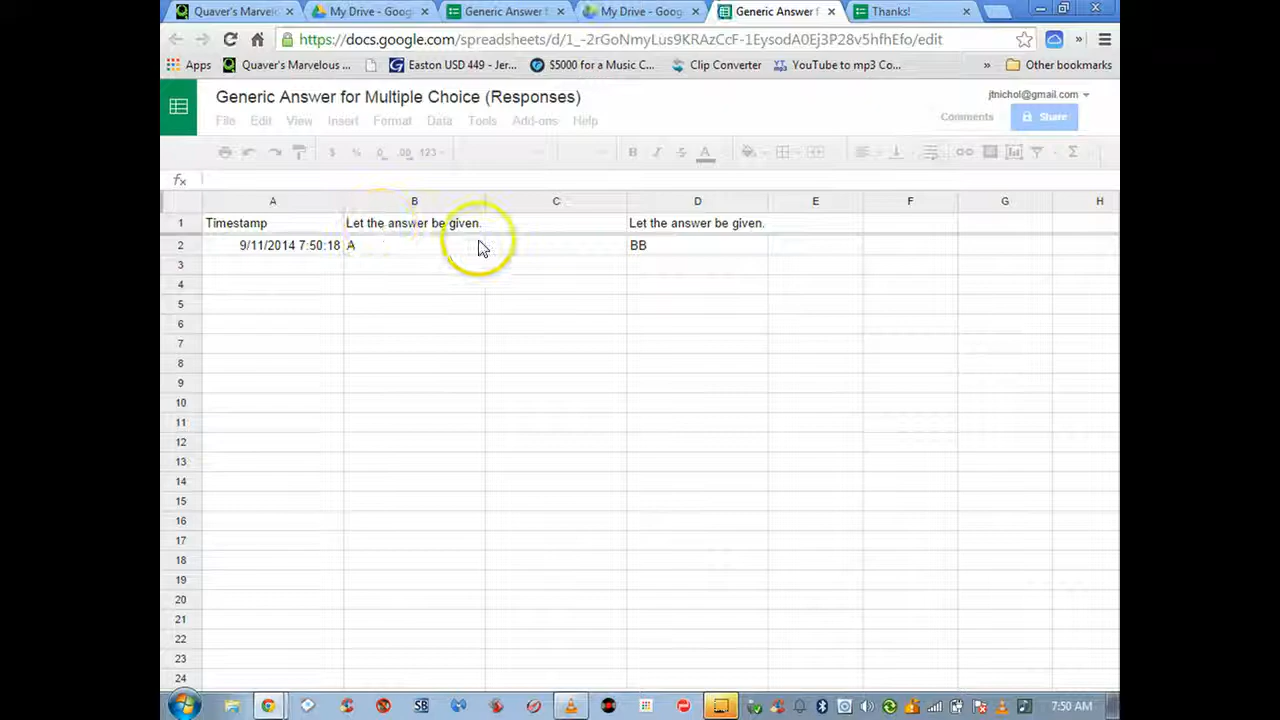 Quaver's Marvelo
My Drive - Goog
Generic Answer f
My Drive - Goog
Generic Answer f
Thanks!
https://docs.google.com/spreadsheets/d/1_-2rGoNmyLus9KRAzCcF-1EysodA0Ej3P28v5hfhEfo/edit
Apps
Quaver's Marvelous ...
Easton USD 449 - Jer...
$5000 for a Music C...
Clip Converter
YouTube to mp3 Co...
»
Other bookmarks
Generic Answer for Multiple Choice (Responses)
jtnichol@gmail.com
File Edit View Insert Format Data Tools Add-ons Help
Comments
Share
$ % .0 .00 123
B I S A
fx
A B C D E F G H
1 Timestamp Let the answer be given. Let the answer be given.
2 9/11/2014 7:50:18 A BB
3
4
5
6
7
8
9
10
11
12
13
14
15
16
17
18
19
20
21
22
23
24
SB
7:50 AM